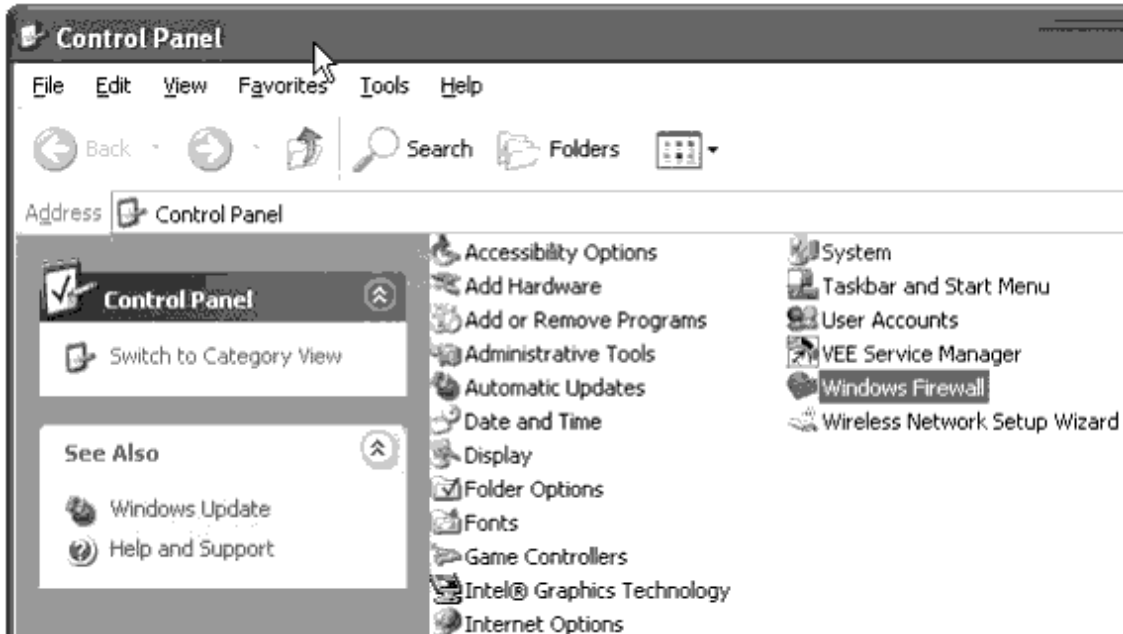 Control Panel
File Edit View Favorites Tools Help
Back Search Folders
Address Control Panel
Control Panel
Switch to Category View
See Also
Windows Update
Help and Support
Accessibility Options
Add Hardware
Add or Remove Programs
Administrative Tools
Automatic Updates
Date and Time
Display
Folder Options
Fonts
Game Controllers
Intel® Graphics Technology
Internet Options
System
Taskbar and Start Menu
User Accounts
VEE Service Manager
Windows Firewall
Wireless Network Setup Wizard